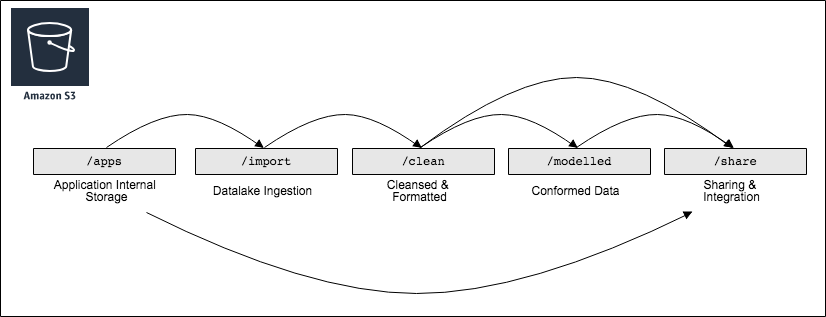 Amazon S3
/apps
/import
/clean
/modelled
/share
Application Internal
Storage
Datalake Ingestion
Cleansed &
Formatted
Conformed Data
Sharing &
Integration